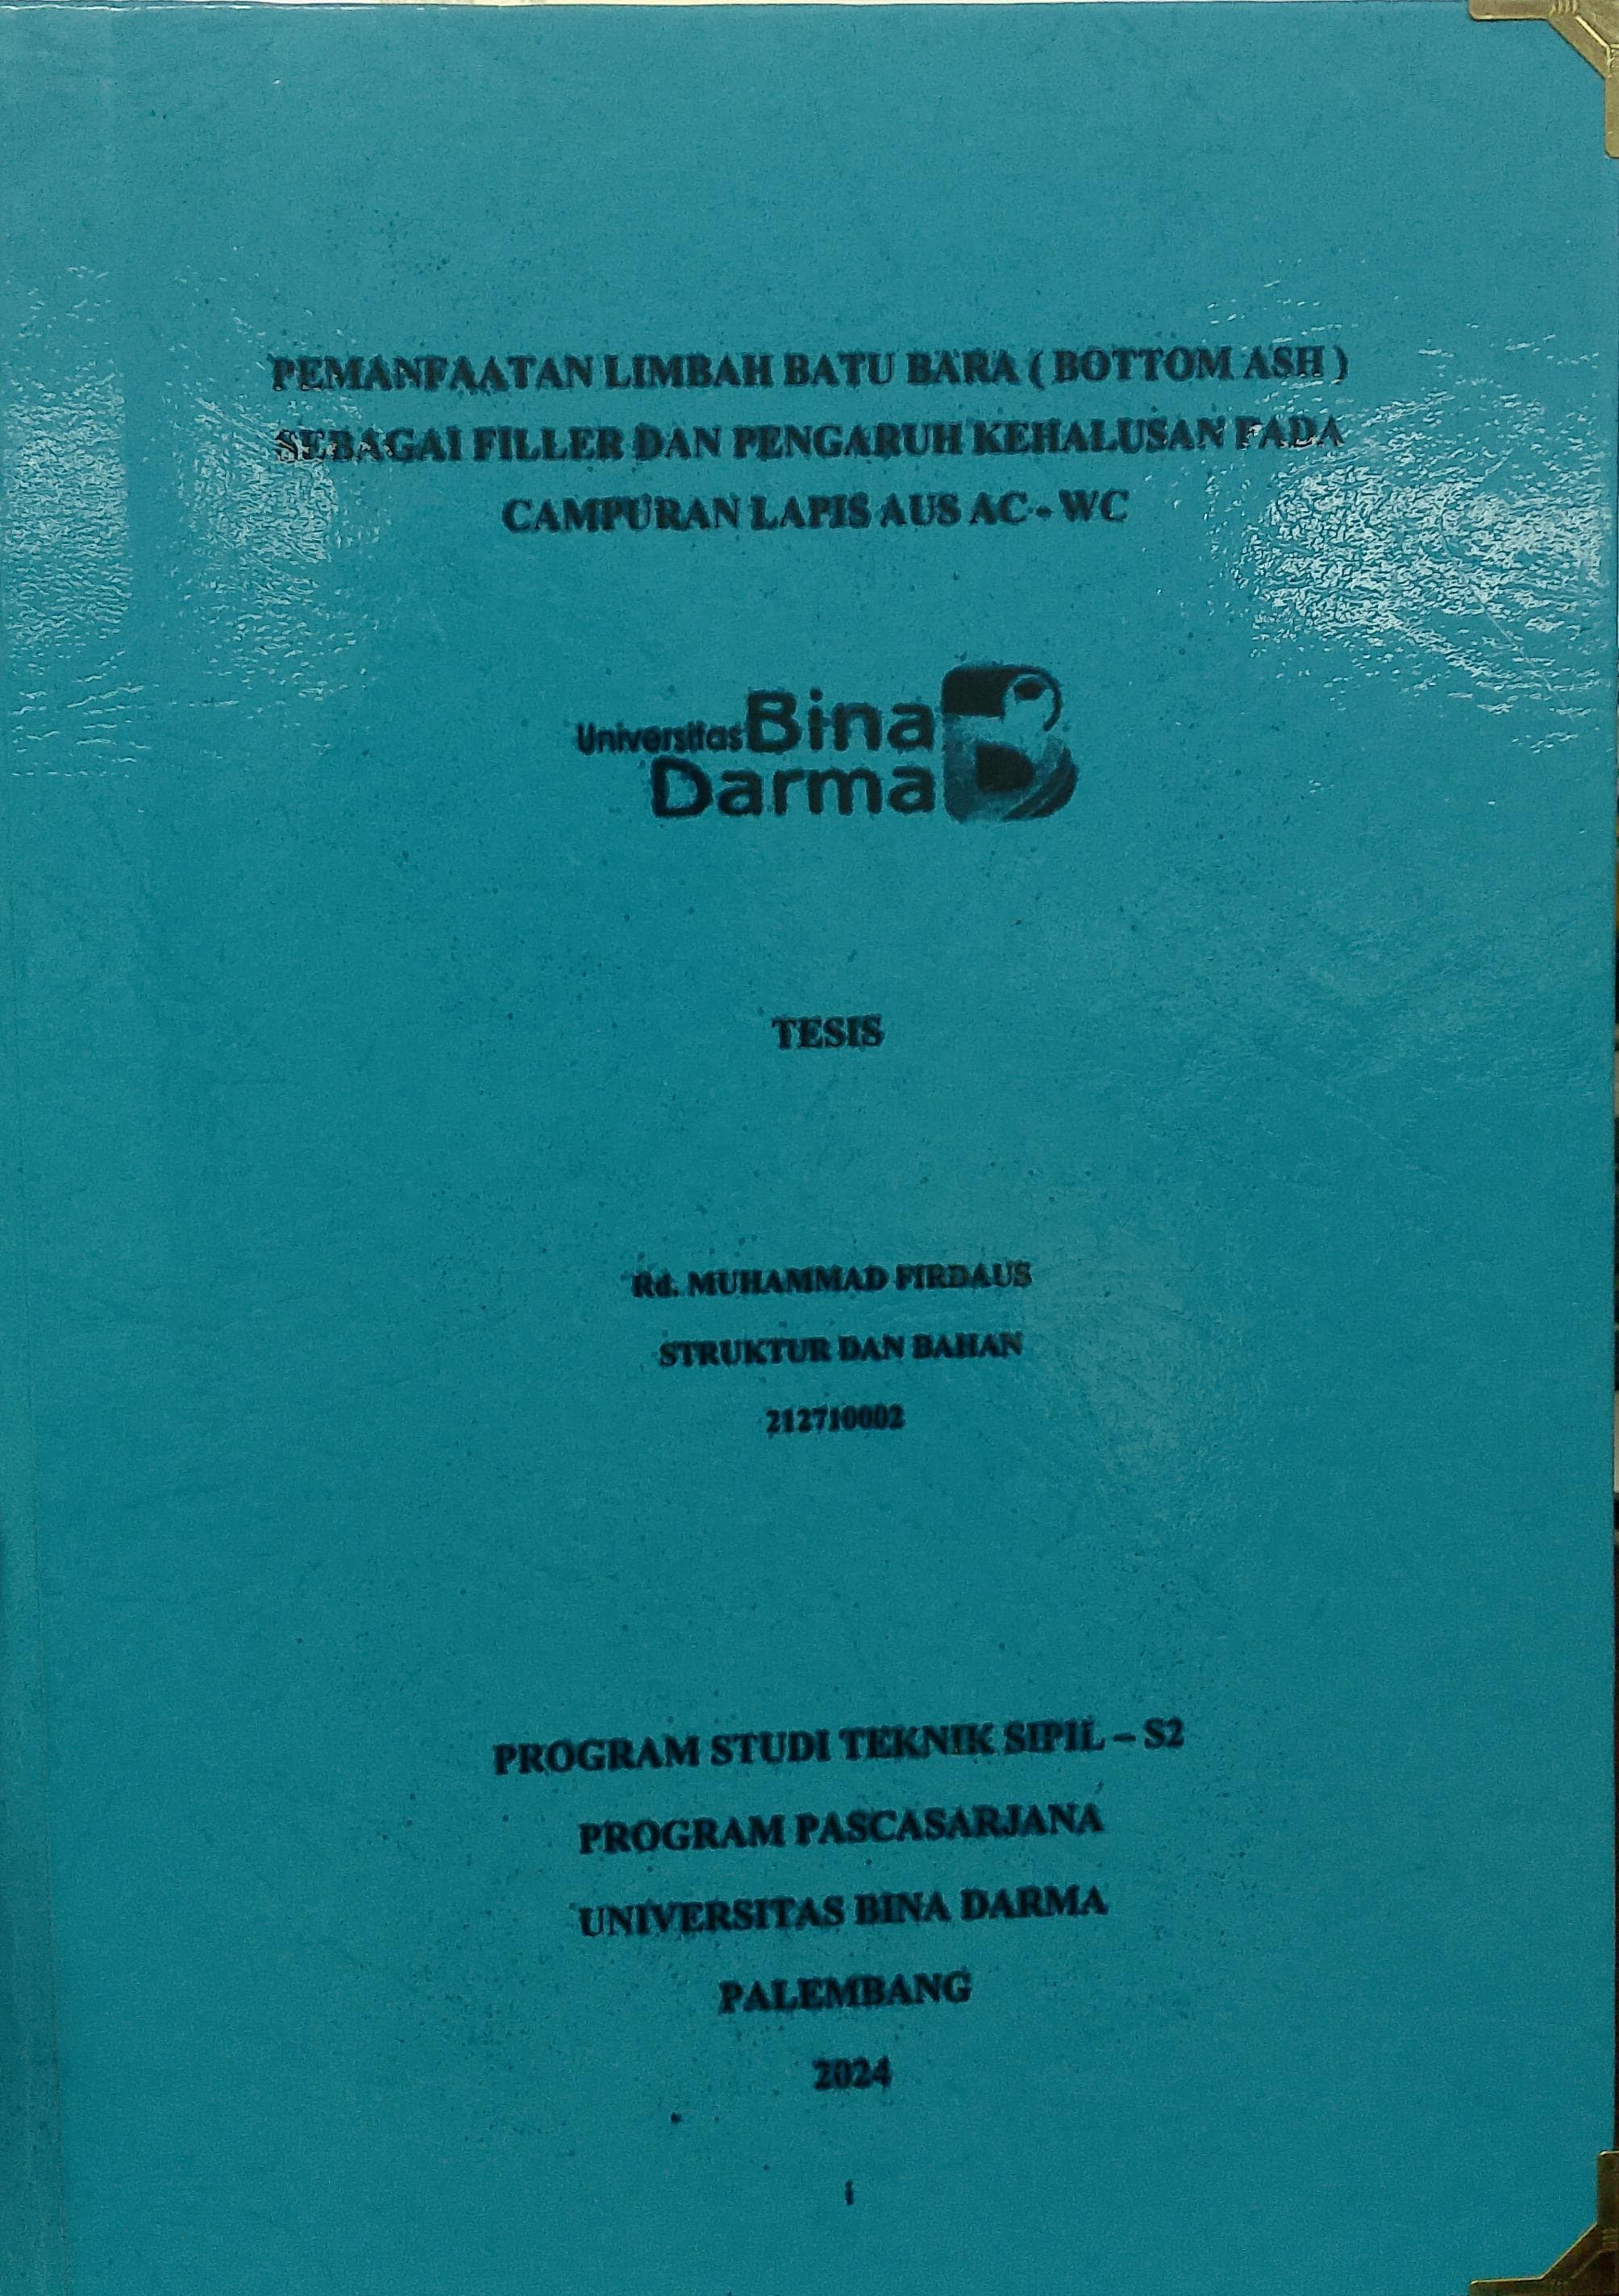 PEMANFAATAN LIMBAH BATU BARA ( BOTTOM ASH )
SEBAGAI FILLER DAN PENGARUH KEHALUSAN PADA
CAMPURAN LAPIS AUS AC - WC
Universitas Bina
Darma
TESIS
Rd. MUHAMMAD FIRDAUS
STRUKTUR DAN BAHAN
212710002
PROGRAM STUDI TEKNIK SIPIL – S2
PROGRAM PASCASARJANA
UNIVERSITAS BINA DARMA
PALEMBANG
2024
i